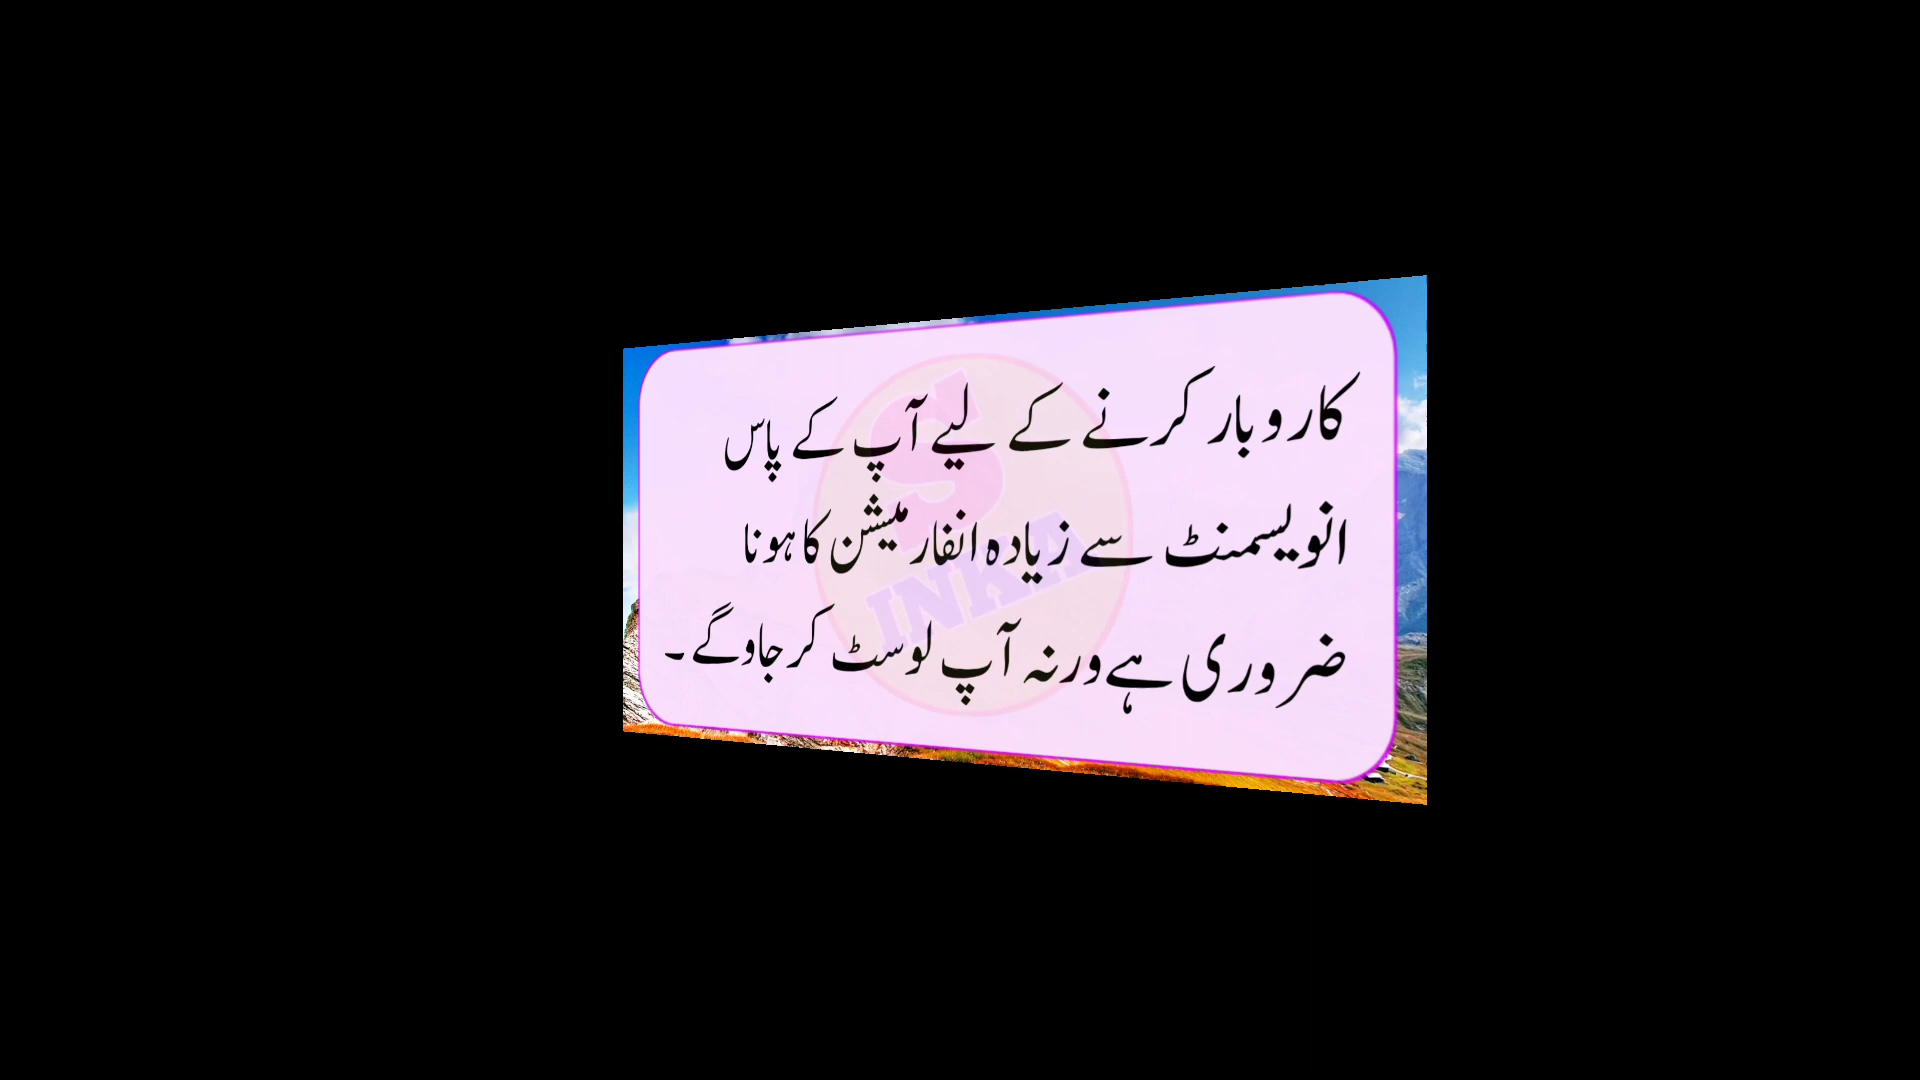 کاروبار کرنے کے لیے آپ کے پاس
انویسمنٹ سے زیادہ انفارمیشن کا ہونا
ضروری ہے ورنہ آپ لوسٹ کر جاوگے ۔
S
INKA